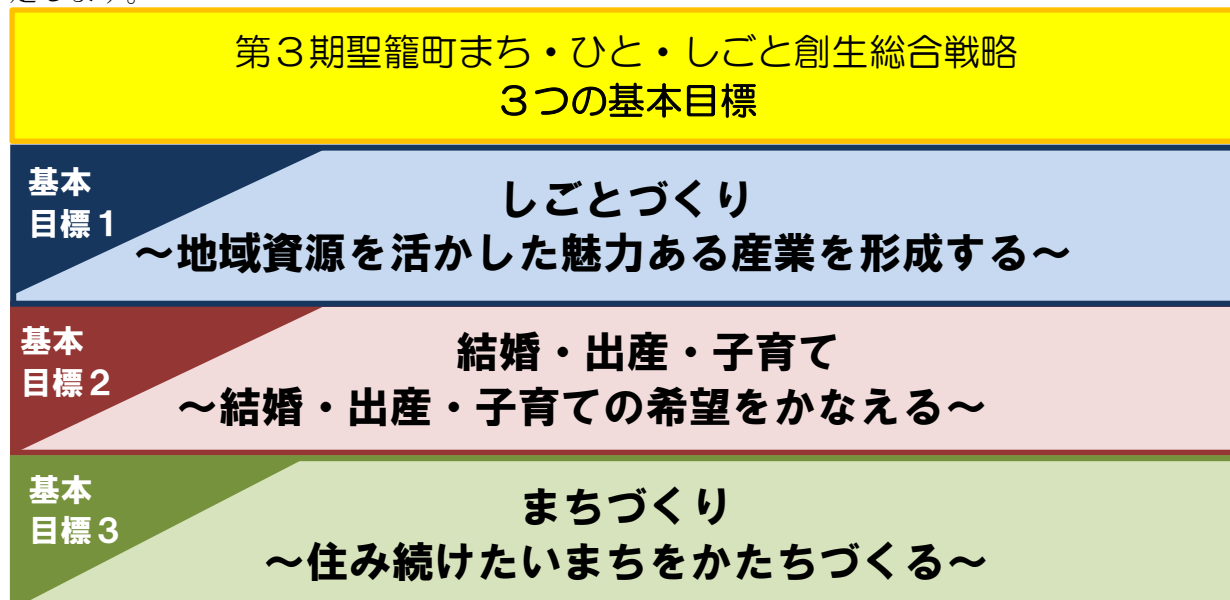 第３期聖籠町まち・ひと・しごと創生総合戦略
３つの基本目標
基本
目標１
しごとづくり
～地域資源を活かした魅力ある産業を形成する～
基本
目標２
結婚・出産・子育て
～結婚・出産・子育ての希望をかなえる～
基本
目標３
まちづくり
～住み続けたいまちをかたちづくる～